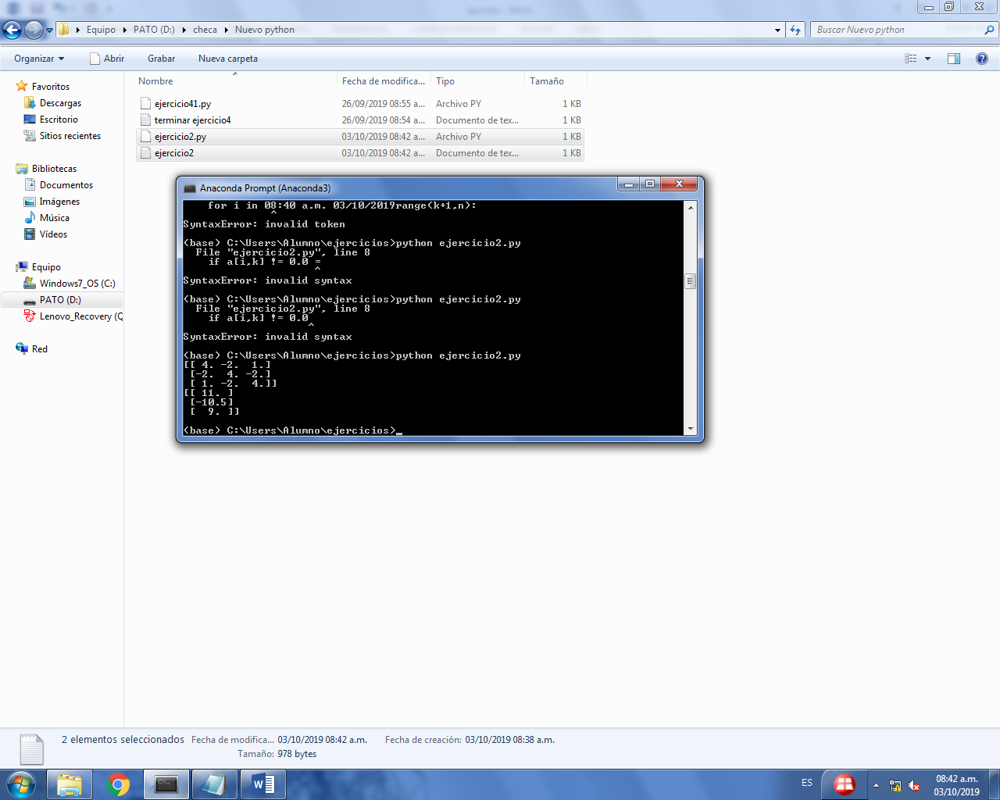 Equipo
PATO (D:)
checa
Nuevo python
Buscar Nuevo python
Organizar
Abrir
Grabar
Nueva carpeta
Nombre
Fecha de modifica...
Tipo
Tamaño
Favoritos
Descargas
Escritorio
Sitios recientes
Bibliotecas
Documentos
Imágenes
Música
Vídeos
Equipo
Windows7_OS (C:)
PATO (D:)
Lenovo_Recovery (Q
Red
ejercicio41.py 26/09/2019 08:55 a... Archivo PY 1 KB
terminar ejercicio4 26/09/2019 08:54 a... Documento de tex... 1 KB
ejercicio2.py 03/10/2019 08:42 a... Archivo PY 1 KB
ejercicio2 03/10/2019 08:42 a... Documento de tex... 1 KB
Anaconda Prompt (Anaconda3)
for i in 08:40 a.m. 03/10/2019range(k+1,n):
^
SyntaxError: invalid token
(base) C:\Users\Alumno\ejercicios>python ejercicio2.py
File "ejercicio2.py", line 8
if a[i,k] != 0.0 =
^
SyntaxError: invalid syntax
(base) C:\Users\Alumno\ejercicios>python ejercicio2.py
File "ejercicio2.py", line 8
if a[i,k] != 0.0
^
SyntaxError: invalid syntax
(base) C:\Users\Alumno\ejercicios>python ejercicio2.py
[[ 4. -2.  1.]
[-2.  4. -2.]
[ 1. -2.  4.]]
[[ 11. ]
[-10.5]
[  9. ]]
(base) C:\Users\Alumno\ejercicios>_
2 elementos seleccionados Fecha de modifica... 03/10/2019 08:42 a.m. Fecha de creación: 03/10/2019 08:38 a.m.
Tamaño: 978 bytes
ES
08:42 a.m.
03/10/2019